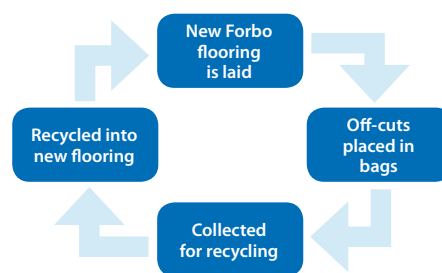 New Forbo
flooring
is laid
Off-cuts
placed in
bags
Collected
for recycling
Recycled into
new flooring